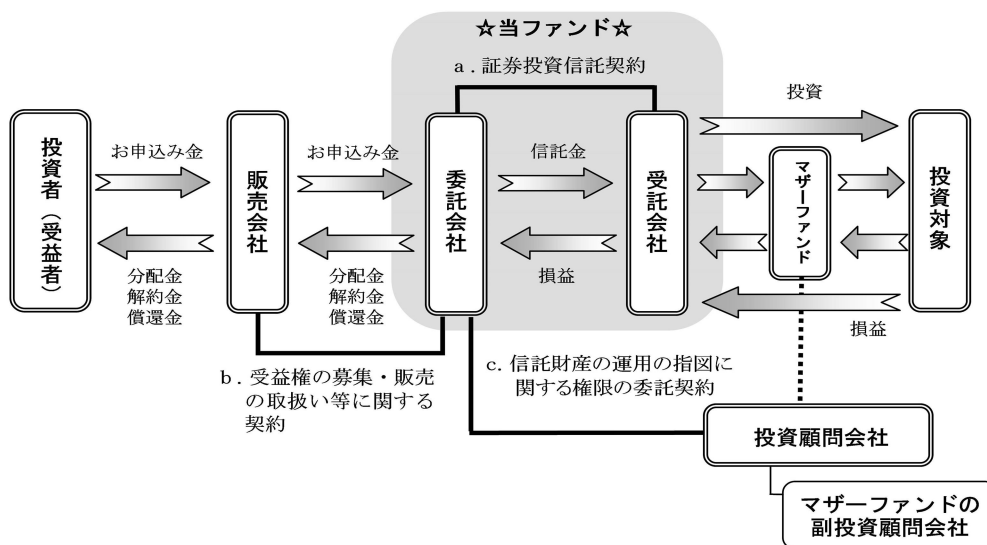 ☆当ファンド☆
a．証券投資信託契約
投資
投資者（受益者）
お申込み金
販売会社
お申込み金
委託会社
信託金
受託会社
マザーファンド
投資対象
分配金
解約金
償還金
分配金
解約金
償還金
損益
損益
b．受益権の募集・販売
の取扱い等に関する
契約
c．信託財産の運用の指図に
関する権限の委託契約
投資顧問会社
マザーファンドの
副投資顧問会社